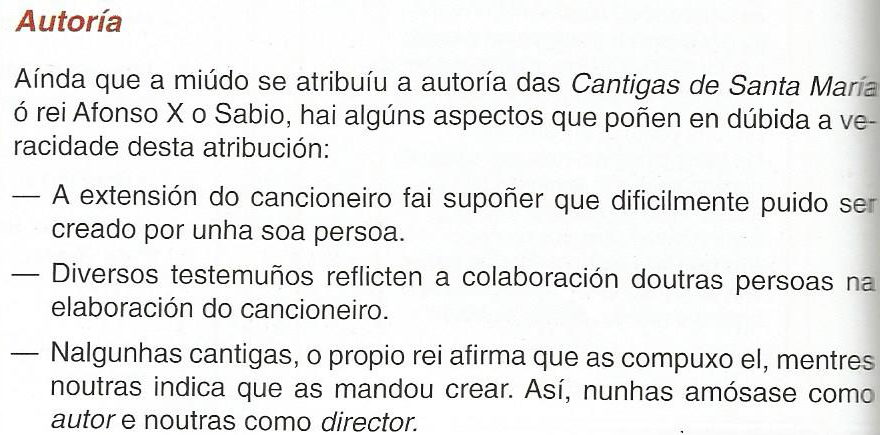 Autoría
Aínda que a miúdo se atribuíu a autoría das Cantigas de Santa María
ó rei Afonso X o Sabio, hai algúns aspectos que poñen en dúbida a ve-
racidade desta atribución:
— A extensión do cancioneiro fai supoñer que dificilmente puido ser
creado por unha soa persoa.
— Diversos testemuños reflicten a colaboración doutras persoas na
elaboración do cancioneiro.
— Nalgunhas cantigas, o propio rei afirma que as compuxo el, mentres
noutras indica que as mandou crear. Así, nunhas amósase como
autor e noutras como director.